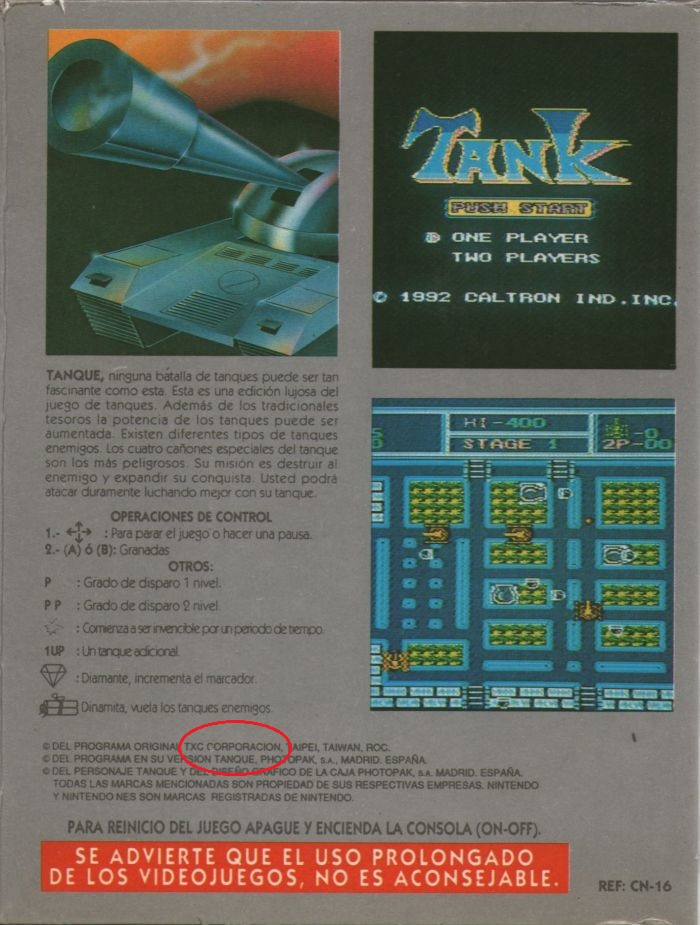 TANK
PUSH START
ONE PLAYER
TWO PLAYERS
© 1992 CALTRON IND.INC.
TANQUE, ninguna batalla de tanques puede ser tan
fascinante como esta. Esta es una edición lujosa del
juego de tanques. Además de los tradicionales
tesoros la potencia de los tanques puede ser
aumentada. Existen diferentes tipos de tanques
enemigos. Los cuatro cañones especiales del tanque
son los más peligrosos. Su misión es destruir al
enemigo y expandir su conquista. Usted podrá
atacar duramente luchando mejor con su tanque.
HI-400
STAGE 1
-0
2P-00
OPERACIONES DE CONTROL
1.- : Para parar el juego o hacer una pausa.
2.- (A) ó (B): Granadas
OTROS:
P : Grado de disparo 1 nivel.
P P : Grado de disparo 2 nivel.
: Comienza a ser invencible por un periodo de tiempo.
1UP : Un tanque adicional.
: Diamante, incrementa el marcador.
: Dinamita, vuela los tanques enemigos.
© DEL PROGRAMA ORIGINAL TXC CORPORACION, TAIPEI, TAIWAN, ROC.
© DEL PROGRAMA EN SU VERSION TANQUE, PHOTOPAK, S.A., MADRID. ESPAÑA.
© DEL PERSONAJE TANQUE Y DEL DISEÑO GRAFICO DE LA CAJA PHOTOPAK, S.A. MADRID. ESPAÑA.
TODAS LAS MARCAS MENCIONADAS SON PROPIEDAD DE SUS RESPECTIVAS EMPRESAS. NINTENDO
Y NINTENDO NES SON MARCAS REGISTRADAS DE NINTENDO.
PARA REINICIO DEL JUEGO APAGUE Y ENCIENDA LA CONSOLA (ON-OFF).
SE ADVIERTE QUE EL USO PROLONGADO
DE LOS VIDEOJUEGOS, NO ES ACONSEJABLE.
REF: CN-16